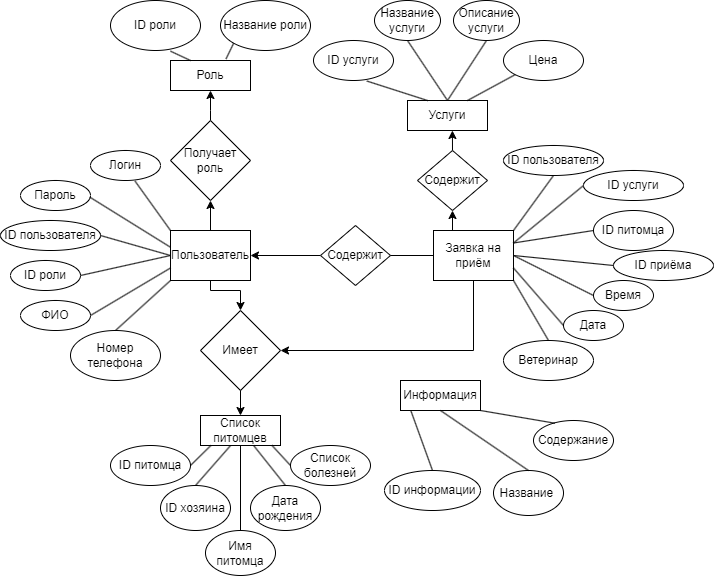 ID роли
Название роли
Роль
Получает
роль
Название
услуги
Описание
услуги
ID услуги
Цена
Услуги
Содержит
Логин
Пароль
ID пользователя
ID роли
ФИО
Номер
телефона
Пользователь
Содержит
Заявка на
приём
ID пользователя
ID услуги
ID питомца
ID приёма
Время
Дата
Ветеринар
Имеет
Список
питомцев
ID питомца
ID хозяина
Имя
питомца
Дата
рождения
Список
болезней
Информация
ID информации
Название
Содержание